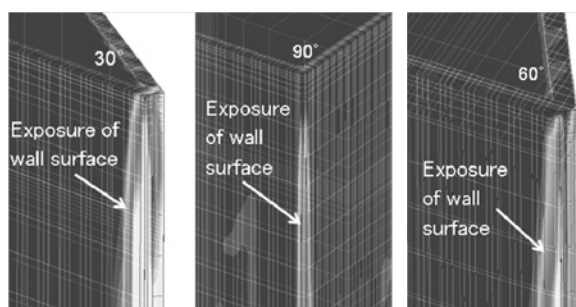 30°
Exposure of
wall surface
90°
Exposure
of wall
surface
60°
Exposure
of wall
surface